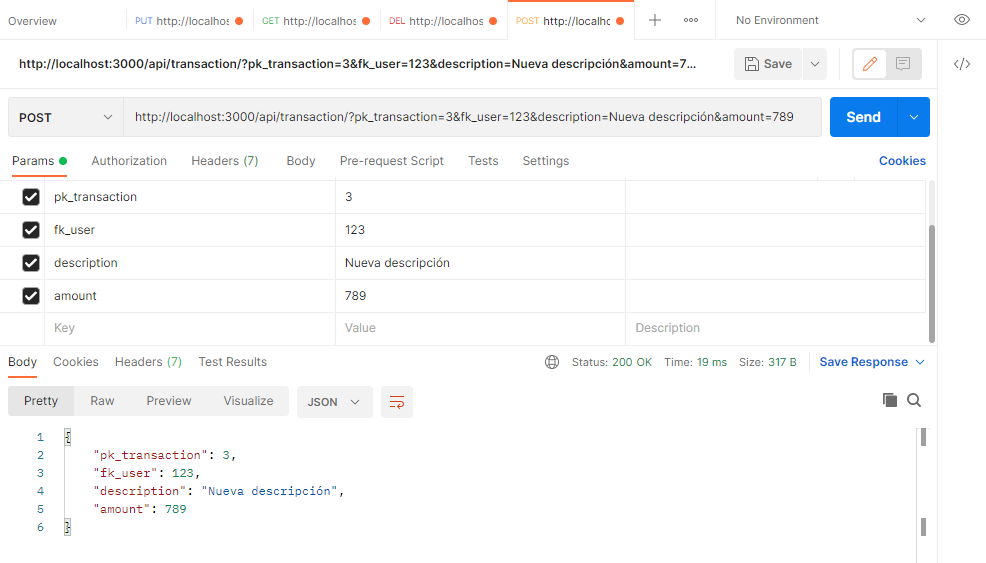 Overview PUT http://localhos GET http://localhos DEL http://localhos POST http://localhc No Environment
http://localhost:3000/api/transaction/?pk_transaction=3&fk_user=123&description=Nueva descripción&amount=7... Save
POST http://localhost:3000/api/transaction/?pk_transaction=3&fk_user=123&description=Nueva descripción&amount=789 Send
Params Authorization Headers (7) Body Pre-request Script Tests Settings Cookies
pk_transaction 3
fk_user 123
description Nueva descripción
amount 789
Key Value Description
Body Cookies Headers (7) Test Results Status: 200 OK Time: 19 ms Size: 317 B Save Response
Pretty Raw Preview Visualize JSON
1 {
2 "pk_transaction": 3,
3 "fk_user": 123,
4 "description": "Nueva descripción",
5 "amount": 789
6 }